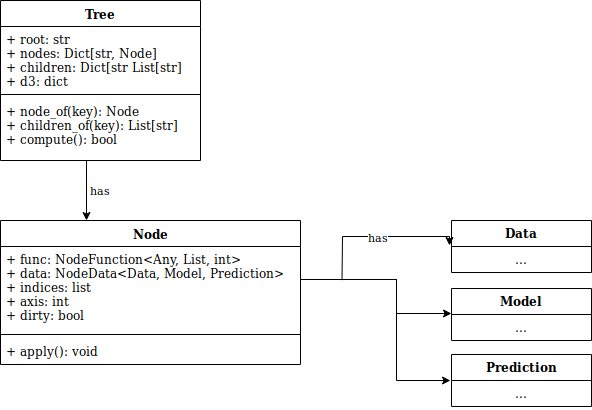 Tree
+ root: str
+ nodes: Dict[str, Node]
+ children: Dict[str List[str]
+ d3: dict
+ node_of(key): Node
+ children_of(key): List[str]
+ compute(): bool
has
Node
+ func: NodeFunction<Any, List, int>
+ data: NodeData<Data, Model, Prediction>
+ indices: list
+ axis: int
+ dirty: bool
+ apply(): void
has
Data
...
Model
...
Prediction
...